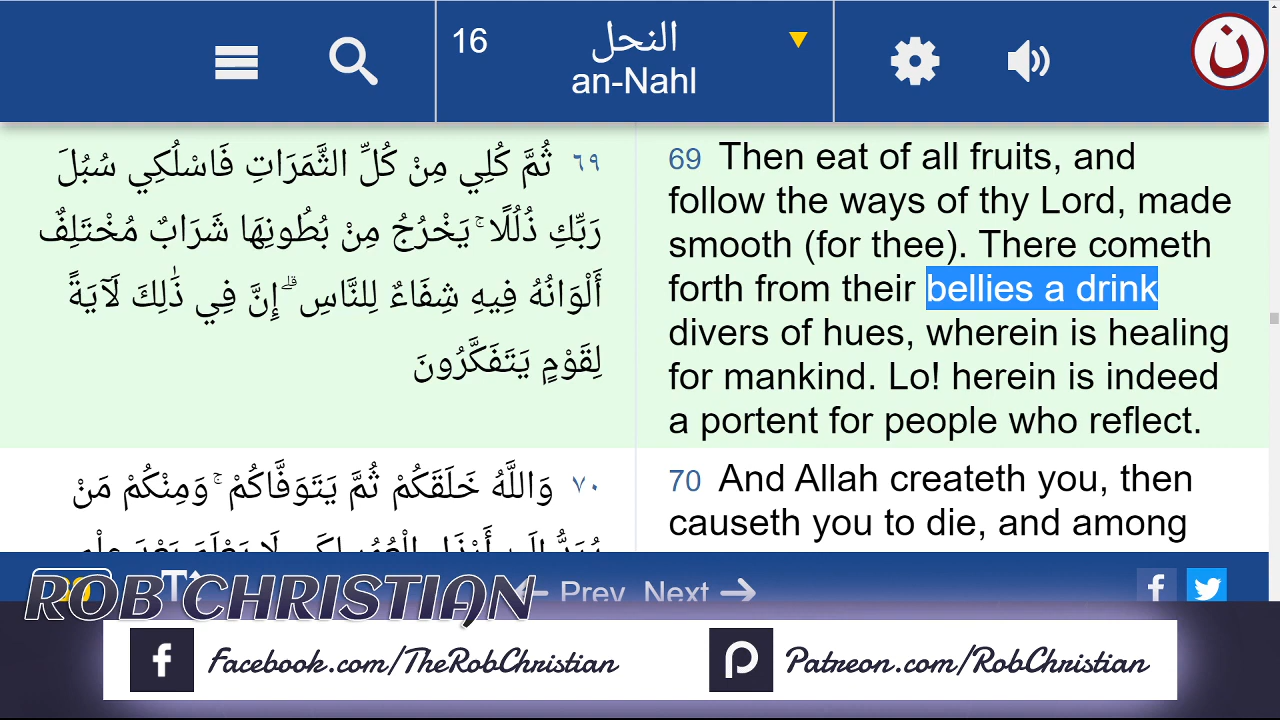 16
النحل
an-Nahl
ن
٦٩ ثُمَّ كُلِي مِنْ كُلِّ الثَّمَرَاتِ فَاسْلُكِي سُبُلَ
رَبِّكِ ذُلُلًا ۚ يَخْرُجُ مِنْ بُطُونِهَا شَرَابٌ مُخْتَلِفٌ
أَلْوَانُهُ فِيهِ شِفَاءٌ لِلنَّاسِ ۗ إِنَّ فِي ذَٰلِكَ لَآيَةً
لِقَوْمٍ يَتَفَكَّرُونَ
69 Then eat of all fruits, and
follow the ways of thy Lord, made
smooth (for thee). There cometh
forth from their bellies a drink
divers of hues, wherein is healing
for mankind. Lo! herein is indeed
a portent for people who reflect.
٧٠ وَاللَّهُ خَلَقَكُمْ ثُمَّ يَتَوَفَّاكُمْ ۚ وَمِنْكُمْ مَنْ
70 And Allah createth you, then
causeth you to die, and among
Prev Next
ROB CHRISTIAN
Facebook.com/TheRobChristian
Patreon.com/RobChristian